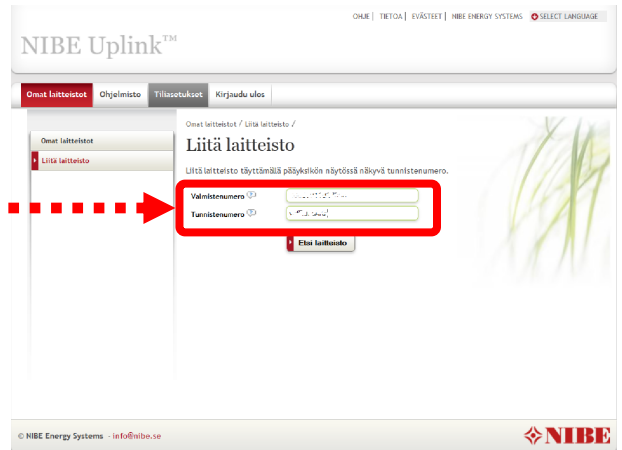 OHJE | TIETOA | EVÄSTEET | NIBE ENERGY SYSTEMS SELECT LANGUAGE
NIBE Uplink™
Omat laitteistot Ohjelmisto Tiliasetukset Kirjaudu ulos
Omat laitteistot / Liitä laitteisto /
Omat laitteistot
Liitä laitteisto
Liitä laitteisto
Liitä laitteisto täyttämälä pääyksikön näytössä näkyvä tunnistenumero.
Valmistenumero
Tunnistenumero
Etsi laitteisto
© NIBE Energy Systems - info@nibe.se
NIBE